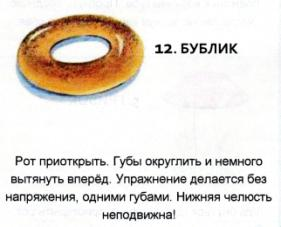 12. БУБЛИК
Рот приоткрыть. Губы округлить и немного
вытянуть вперёд. Упражнение делается без
напряжения, одними губами. Нижняя челюсть
неподвижна!